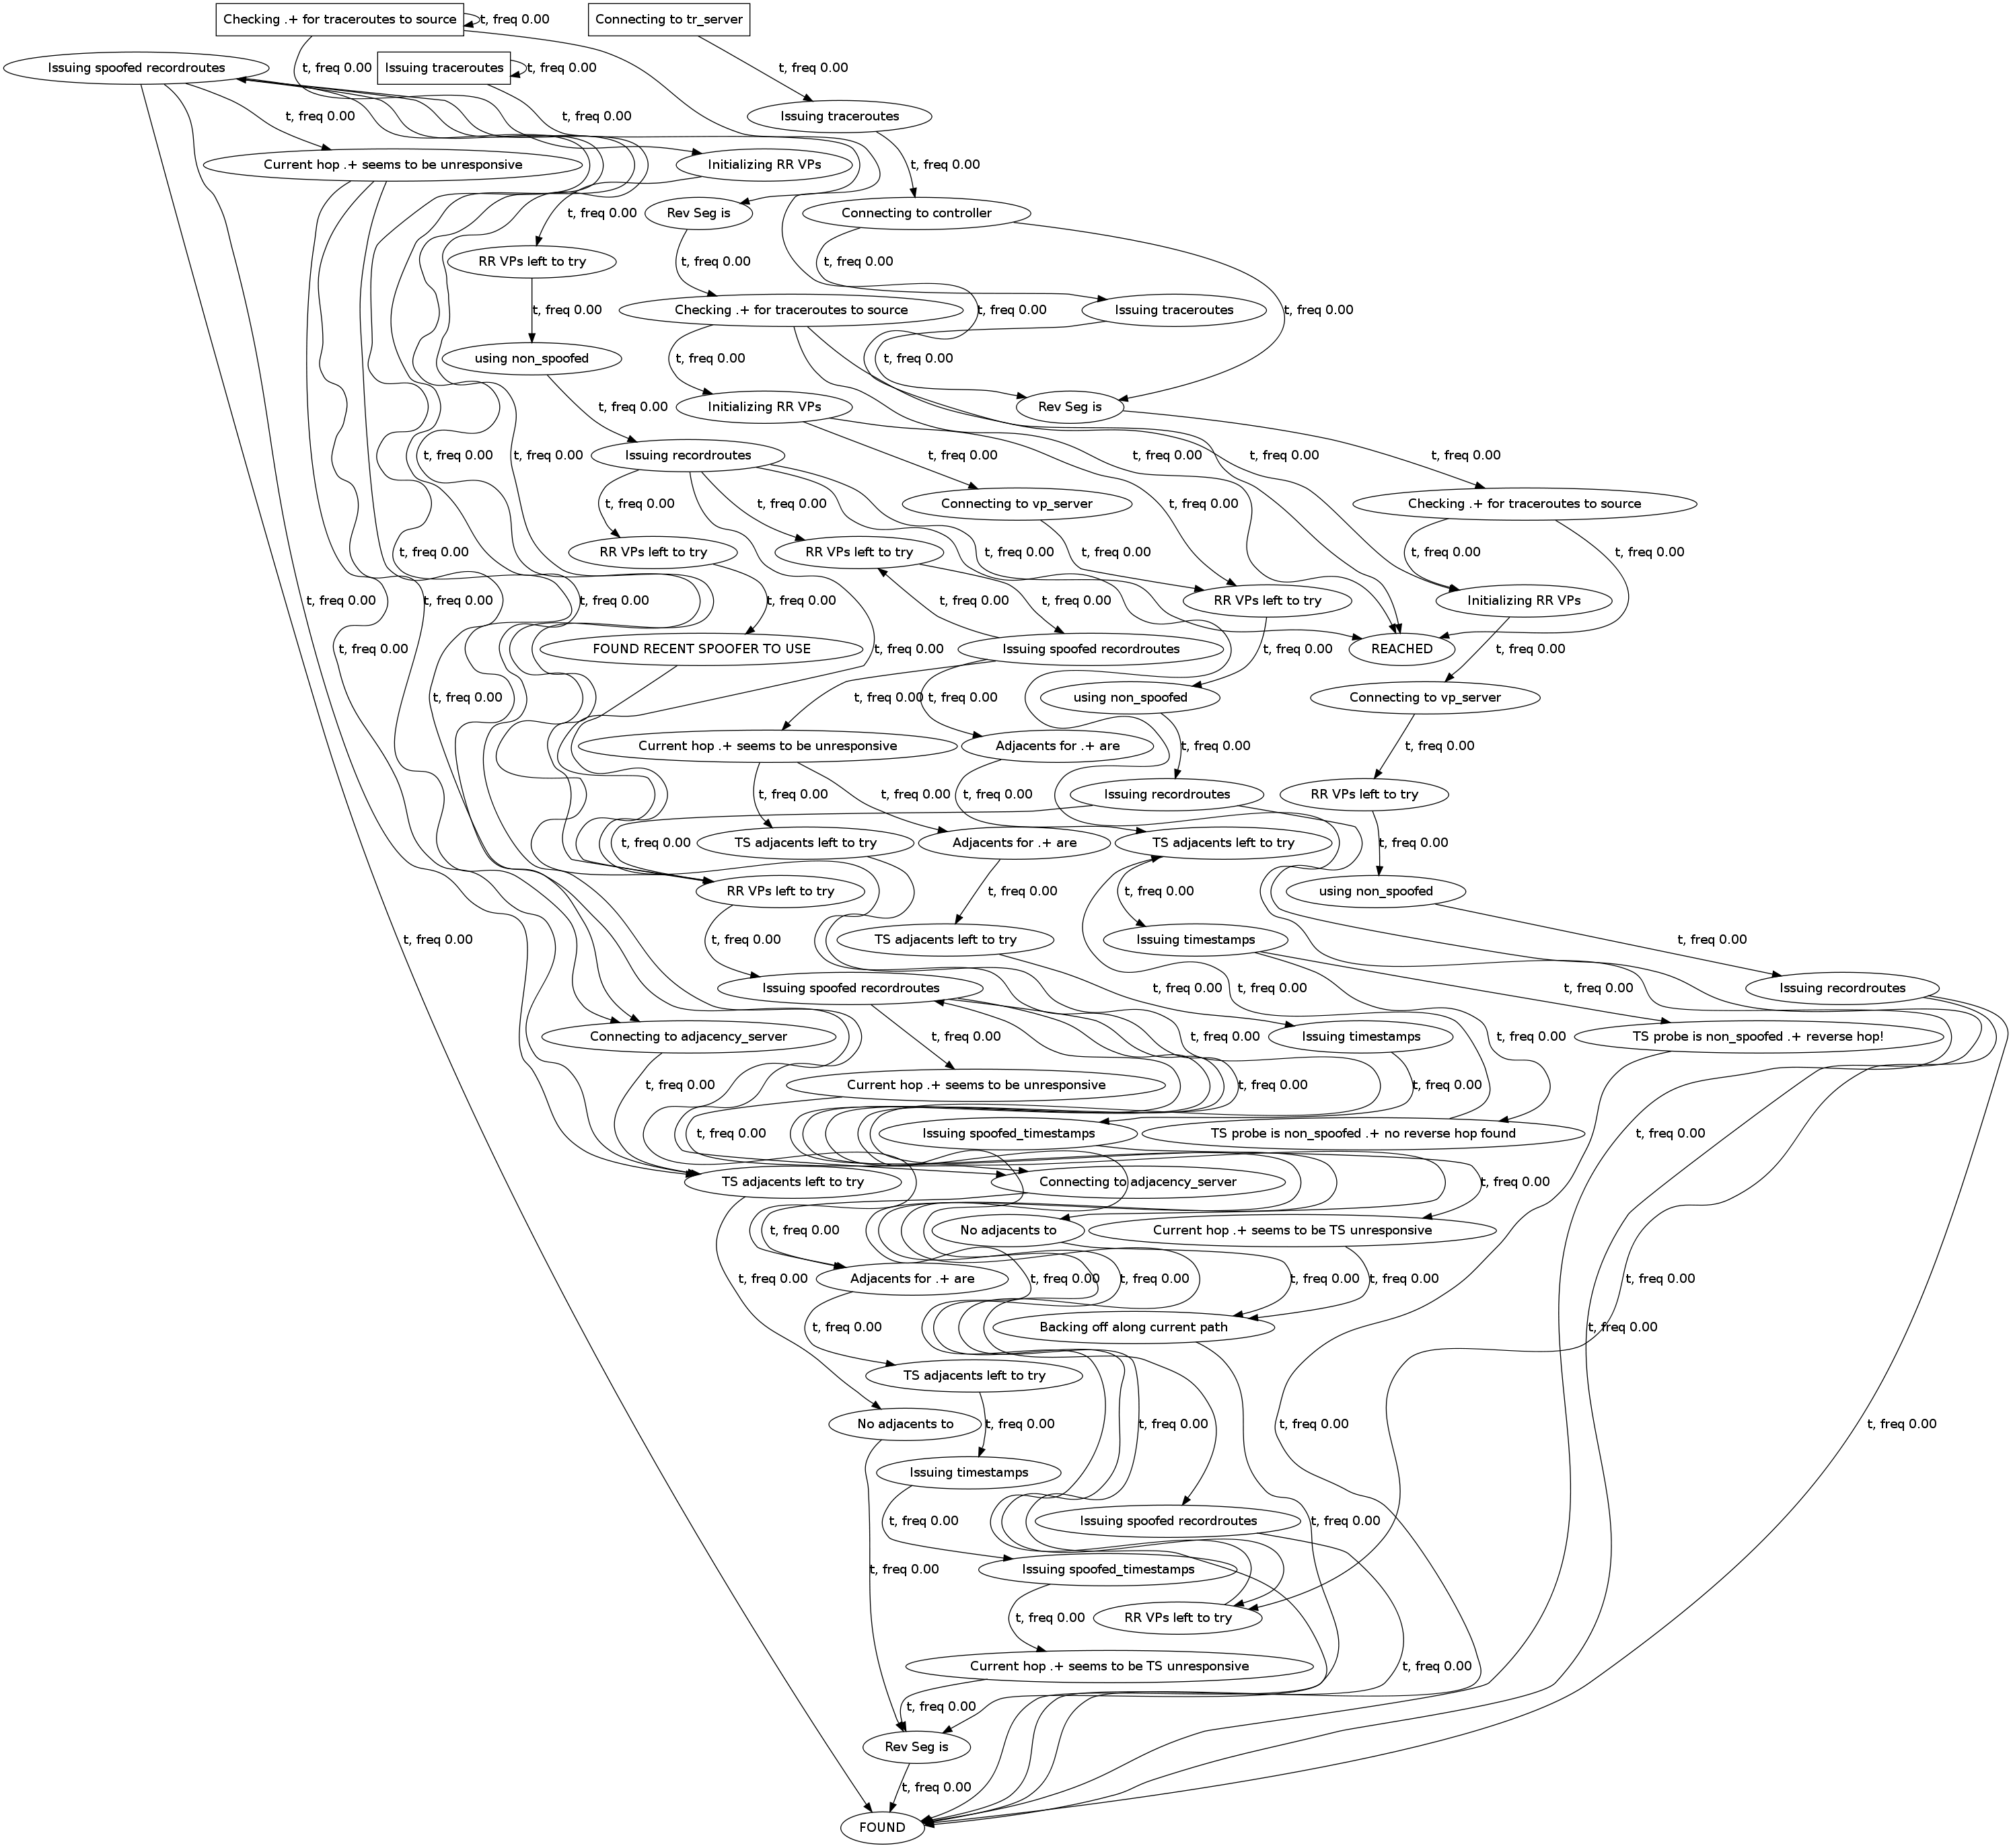 Checking .+ for traceroutes to source
t, freq 0.00
Connecting to tr_server
Issuing spoofed recordroutes
t, freq 0.00
Issuing traceroutes
t, freq 0.00
t, freq 0.00
t, freq 0.00
t, freq 0.00
Issuing traceroutes
Current hop .+ seems to be unresponsive
Initializing RR VPs
t, freq 0.00
t, freq 0.00
Rev Seg is
Connecting to controller
RR VPs left to try
t, freq 0.00
t, freq 0.00
t, freq 0.00
Checking .+ for traceroutes to source
t, freq 0.00
Issuing traceroutes
t, freq 0.00
using non_spoofed
t, freq 0.00
t, freq 0.00
t, freq 0.00
Initializing RR VPs
Rev Seg is
t, freq 0.00
t, freq 0.00
Issuing recordroutes
t, freq 0.00
t, freq 0.00
t, freq 0.00
t, freq 0.00
t, freq 0.00
t, freq 0.00
Connecting to vp_server
t, freq 0.00
Checking .+ for traceroutes to source
t, freq 0.00
RR VPs left to try
RR VPs left to try
t, freq 0.00
t, freq 0.00
t, freq 0.00
t, freq 0.00
t, freq 0.00
t, freq 0.00
t, freq 0.00
t, freq 0.00
t, freq 0.00
t, freq 0.00
RR VPs left to try
Initializing RR VPs
t, freq 0.00
FOUND RECENT SPOOFER TO USE
t, freq 0.00
Issuing spoofed recordroutes
t, freq 0.00
REACHED
t, freq 0.00
t, freq 0.00
t, freq 0.00
t, freq 0.00
using non_spoofed
Connecting to vp_server
Current hop .+ seems to be unresponsive
Adjacents for .+ are
t, freq 0.00
t, freq 0.00
t, freq 0.00
t, freq 0.00
t, freq 0.00
Issuing recordroutes
RR VPs left to try
t, freq 0.00
TS adjacents left to try
Adjacents for .+ are
TS adjacents left to try
t, freq 0.00
RR VPs left to try
t, freq 0.00
t, freq 0.00
using non_spoofed
t, freq 0.00
t, freq 0.00
TS adjacents left to try
Issuing timestamps
t, freq 0.00
Issuing spoofed recordroutes
t, freq 0.00
t, freq 0.00
t, freq 0.00
Issuing recordroutes
Connecting to adjacency_server
t, freq 0.00
t, freq 0.00
Issuing timestamps
t, freq 0.00
TS probe is non_spoofed .+ reverse hop!
t, freq 0.00
Current hop .+ seems to be unresponsive
t, freq 0.00
t, freq 0.00
t, freq 0.00
Issuing spoofed_timestamps
TS probe is non_spoofed .+ no reverse hop found
t, freq 0.00
TS adjacents left to try
Connecting to adjacency_server
t, freq 0.00
t, freq 0.00
No adjacents to
Current hop .+ seems to be TS unresponsive
t, freq 0.00
Adjacents for .+ are
t, freq 0.00
t, freq 0.00
t, freq 0.00
t, freq 0.00
t, freq 0.00
t, freq 0.00
Backing off along current path
t, freq 0.00
TS adjacents left to try
No adjacents to
t, freq 0.00
t, freq 0.00
t, freq 0.00
t, freq 0.00
Issuing timestamps
t, freq 0.00
Issuing spoofed recordroutes
t, freq 0.00
t, freq 0.00
Issuing spoofed_timestamps
t, freq 0.00
RR VPs left to try
Current hop .+ seems to be TS unresponsive
t, freq 0.00
t, freq 0.00
Rev Seg is
t, freq 0.00
FOUND